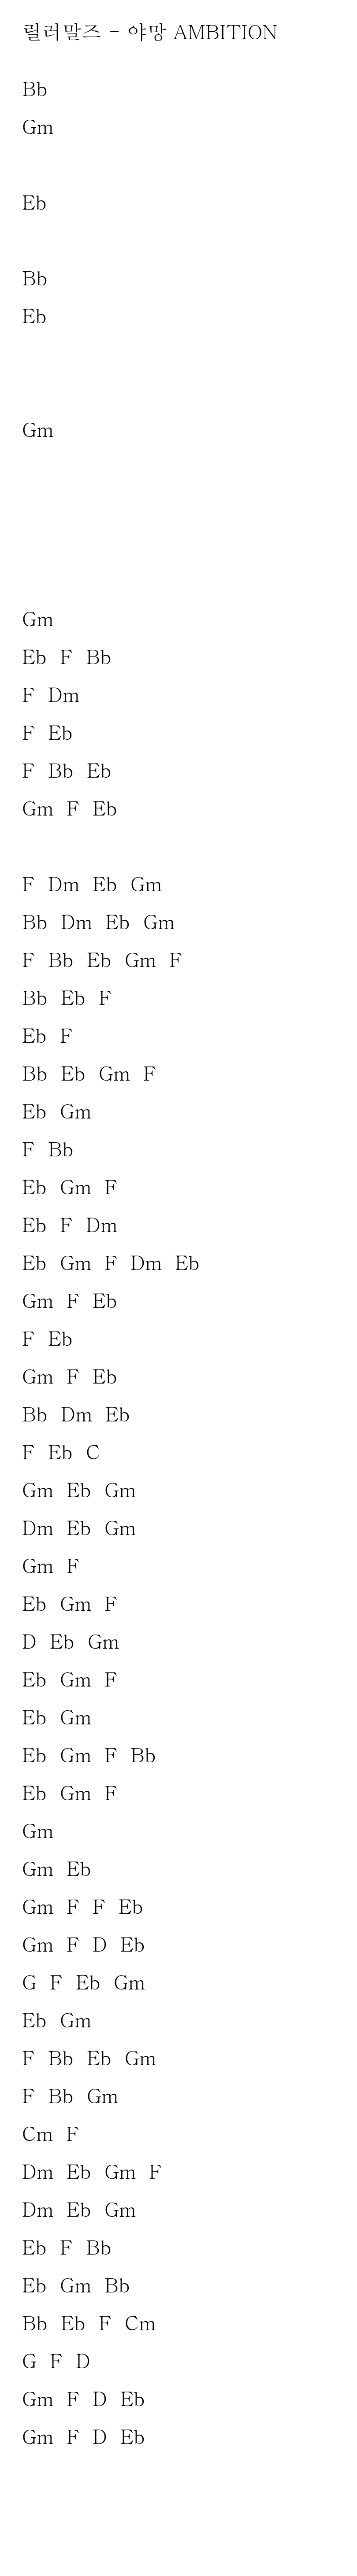 릴러말즈 - 야망 AMBITION
Bb
Gm
Eb
Bb
Eb
Gm
Gm
Eb F Bb
F Dm
F Eb
F Bb Eb
Gm F Eb
F Dm Eb Gm
Bb Dm Eb Gm
F Bb Eb Gm F
Bb Eb F
Eb F
Bb Eb Gm F
Eb Gm
F Bb
Eb Gm F
Eb F Dm
Eb Gm F Dm Eb
Gm F Eb
F Eb
Gm F Eb
Bb Dm Eb
F Eb C
Gm Eb Gm
Dm Eb Gm
Gm F
Eb Gm F
D Eb Gm
Eb Gm F
Eb Gm
Eb Gm F Bb
Eb Gm F
Gm
Gm Eb
Gm F F Eb
Gm F D Eb
G F Eb Gm
Eb Gm
F Bb Eb Gm
F Bb Gm
Cm F
Dm Eb Gm F
Dm Eb Gm
Eb F Bb
Eb Gm Bb
Bb Eb F Cm
G F D
Gm F D Eb
Gm F D Eb